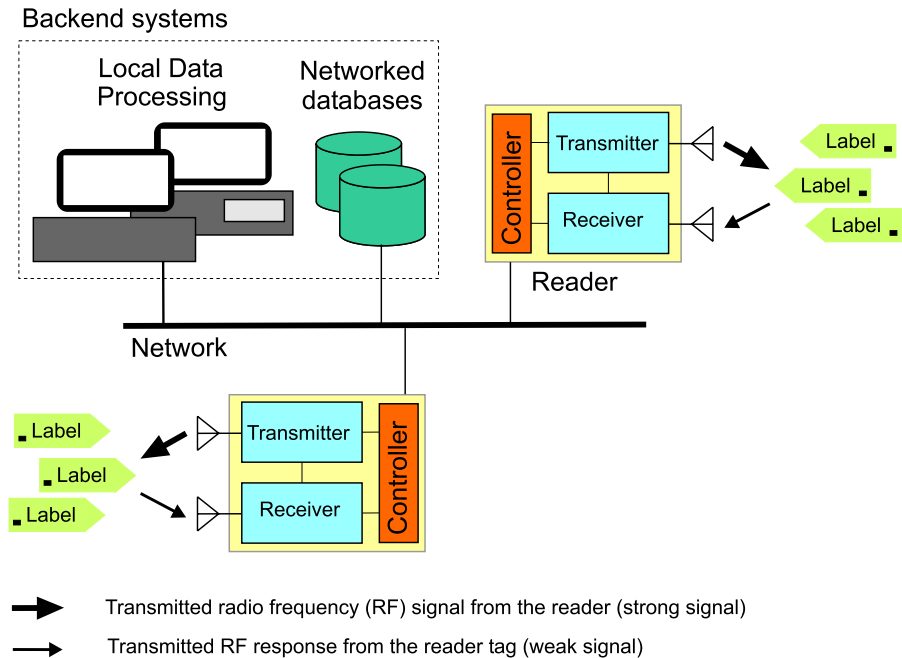 Backend systems
Local Data
Processing
Networked
databases
Controller
Transmitter
Receiver
Label
Label
Label
Reader
Network
Label
Label
Label
Transmitter
Receiver
Controller
Transmitted radio frequency (RF) signal from the reader (strong signal)
Transmitted RF response from the reader tag (weak signal)